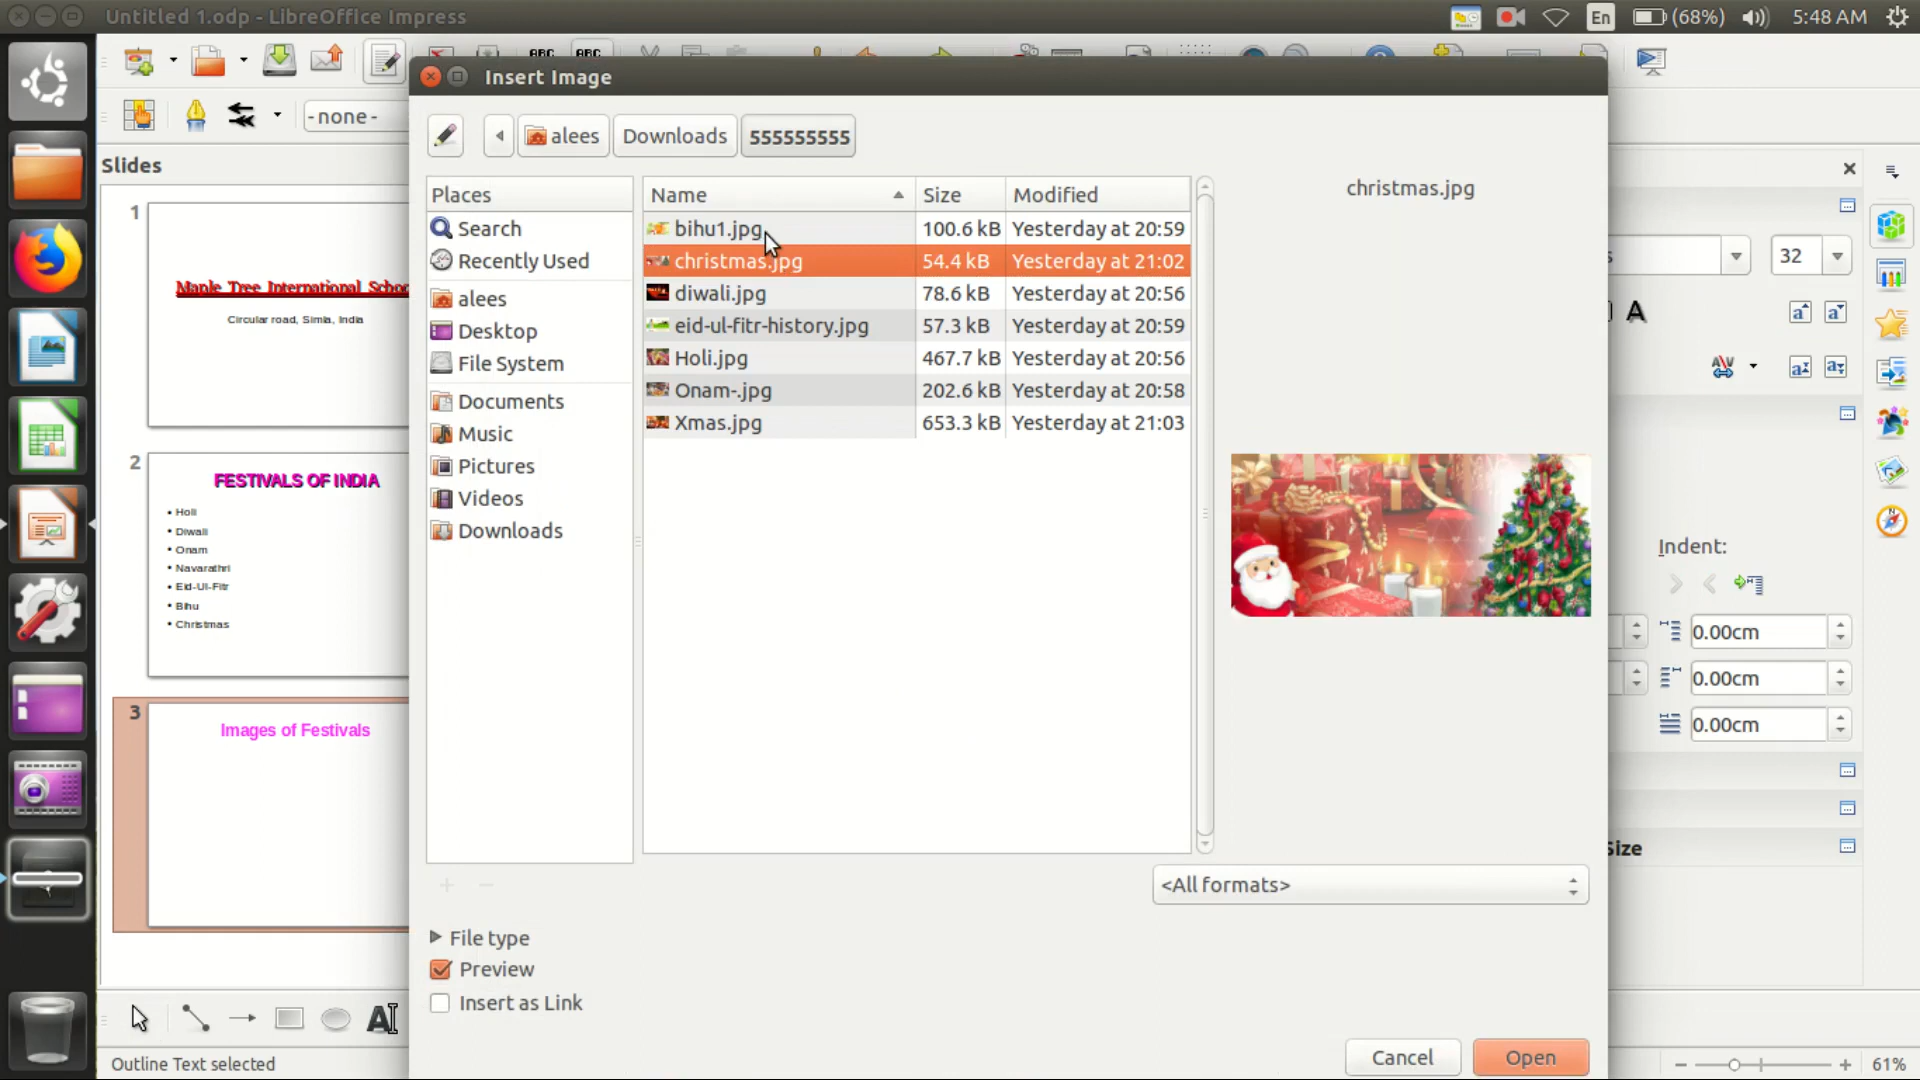 Untitled 1.odp - LibreOffice Impress
En
(68%)
5:48 AM
Insert Image
- none -
alees
Downloads
555555555
Slides
Places
Name
Size
Modified
christmas.jpg
Search
Recently Used
alees
Desktop
File System
Documents
Music
Pictures
Videos
Downloads
bihu1.jpg 100.6 kB Yesterday at 20:59
christmas.jpg 54.4 kB Yesterday at 21:02
diwali.jpg 78.6 kB Yesterday at 20:56
eid-ul-fitr-history.jpg 57.3 kB Yesterday at 20:59
Holi.jpg 467.7 kB Yesterday at 20:56
Onam-.jpg 202.6 kB Yesterday at 20:58
Xmas.jpg 653.3 kB Yesterday at 21:03
1
Maple Tree International Schoo
Circular road, Simla, India
2
FESTIVALS OF INDIA
• Holi
• Diwali
• Onam
• Navarathri
• Eid-Ul-Fitr
• Bihu
• Christmas
3
Images of Festivals
32
Indent:
0.00cm
0.00cm
0.00cm
Size
<All formats>
File type
Preview
Insert as Link
Cancel
Open
Outline Text selected
61%